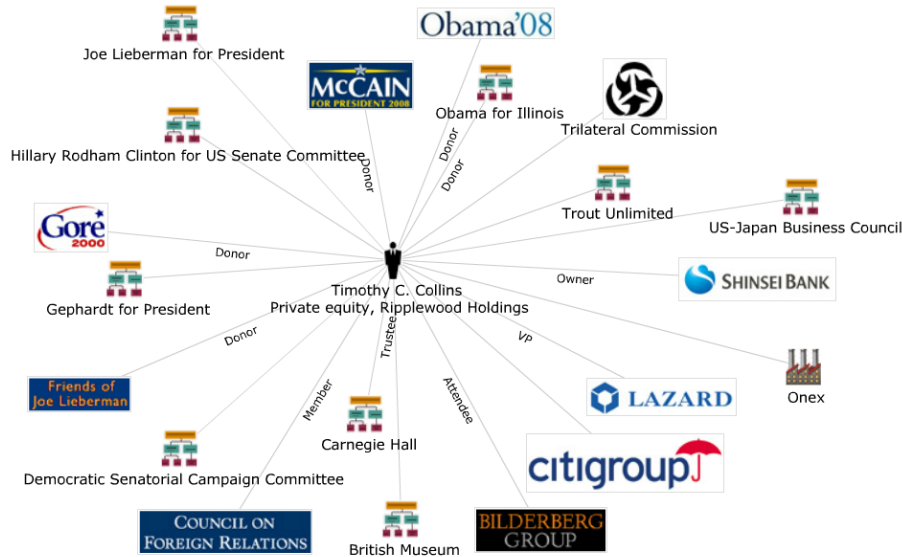 Joe Lieberman for President
Obama'08
McCAIN
FOR PRESIDENT 2008
Obama for Illinois
Trilateral Commission
Hillary Rodham Clinton for US Senate Committee
Donor
Donor
Donor
Trout Unlimited
US-Japan Business Council
Gore
2000
Donor
Gephardt for President
Timothy C. Collins
Private equity, Ripplewood Holdings
Owner
SHINSEI BANK
Donor
Trustee
VP
Friends of
Joe Lieberman
Member
Attendee
LAZARD
Onex
Carnegie Hall
Democratic Senatorial Campaign Committee
citigroup
COUNCIL ON
FOREIGN RELATIONS
British Museum
BILDERBERG
GROUP